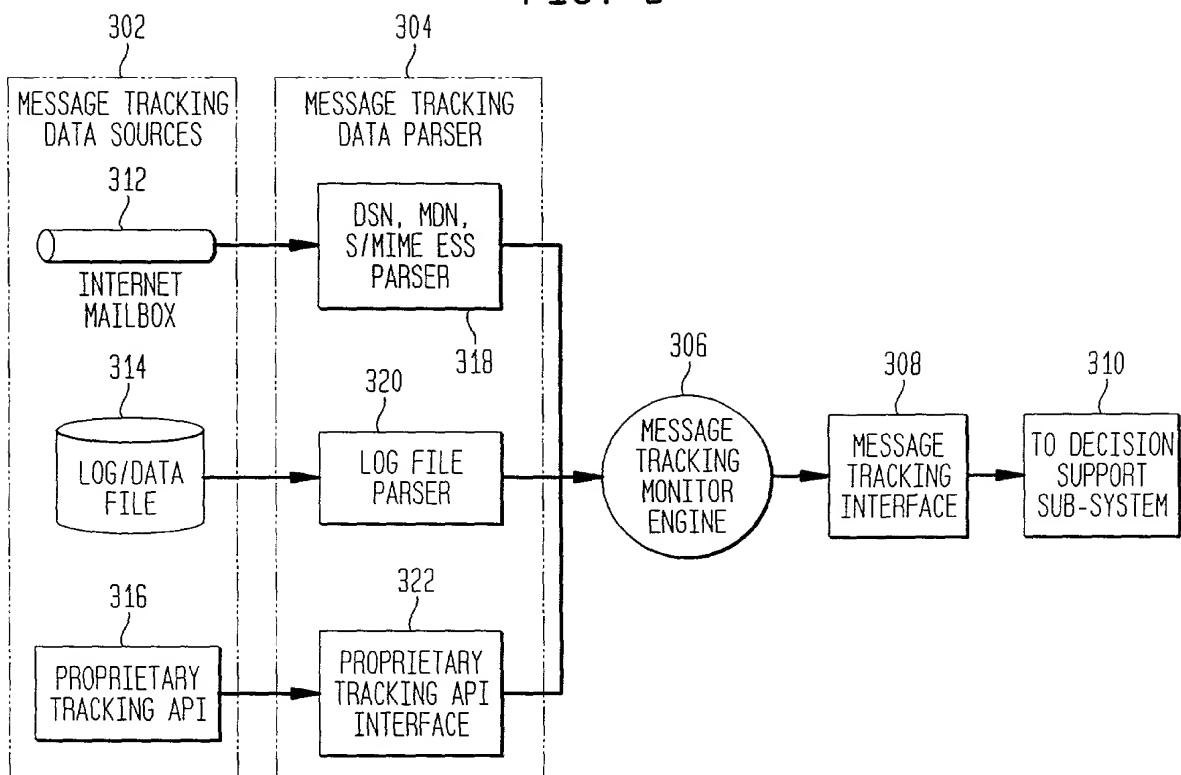 302
304
MESSAGE TRACKING
DATA SOURCES
MESSAGE TRACKING
DATA PARSER
312
INTERNET
MAILBOX
DSN, MDN,
S/MIME ESS
PARSER
318
314
LOG/DATA
FILE
320
LOG FILE
PARSER
306
MESSAGE
TRACKING
MONITOR
ENGINE
308
MESSAGE
TRACKING
INTERFACE
310
TO DECISION
SUPPORT
SUB-SYSTEM
316
PROPRIETARY
TRACKING API
322
PROPRIETARY
TRACKING API
INTERFACE